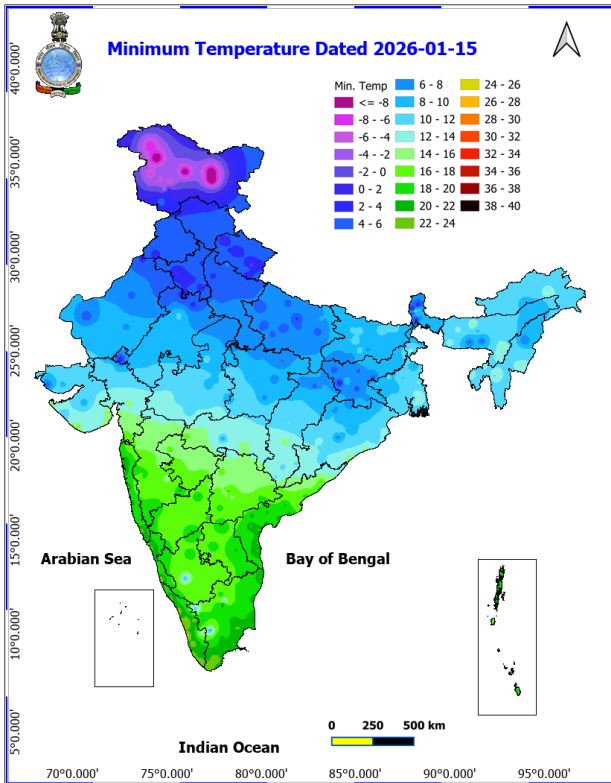 Minimum Temperature Dated 2026-01-15
Min. Temp
<= -8
-8 - -6
-6 - -4
-4 - -2
-2 - 0
0 - 2
2 - 4
4 - 6
6 - 8
8 - 10
10 - 12
12 - 14
14 - 16
16 - 18
18 - 20
20 - 22
22 - 24
24 - 26
26 - 28
28 - 30
30 - 32
32 - 34
34 - 36
36 - 38
38 - 40
40°0.000'
35°0.000'
30°0.000'
25°0.000'
20°0.000'
15°0.000'
10°0.000'
5°0.000'
Arabian Sea
Bay of Bengal
0 250 500 km
Indian Ocean
70°0.000' 75°0.000' 80°0.000' 85°0.000' 90°0.000' 95°0.000'